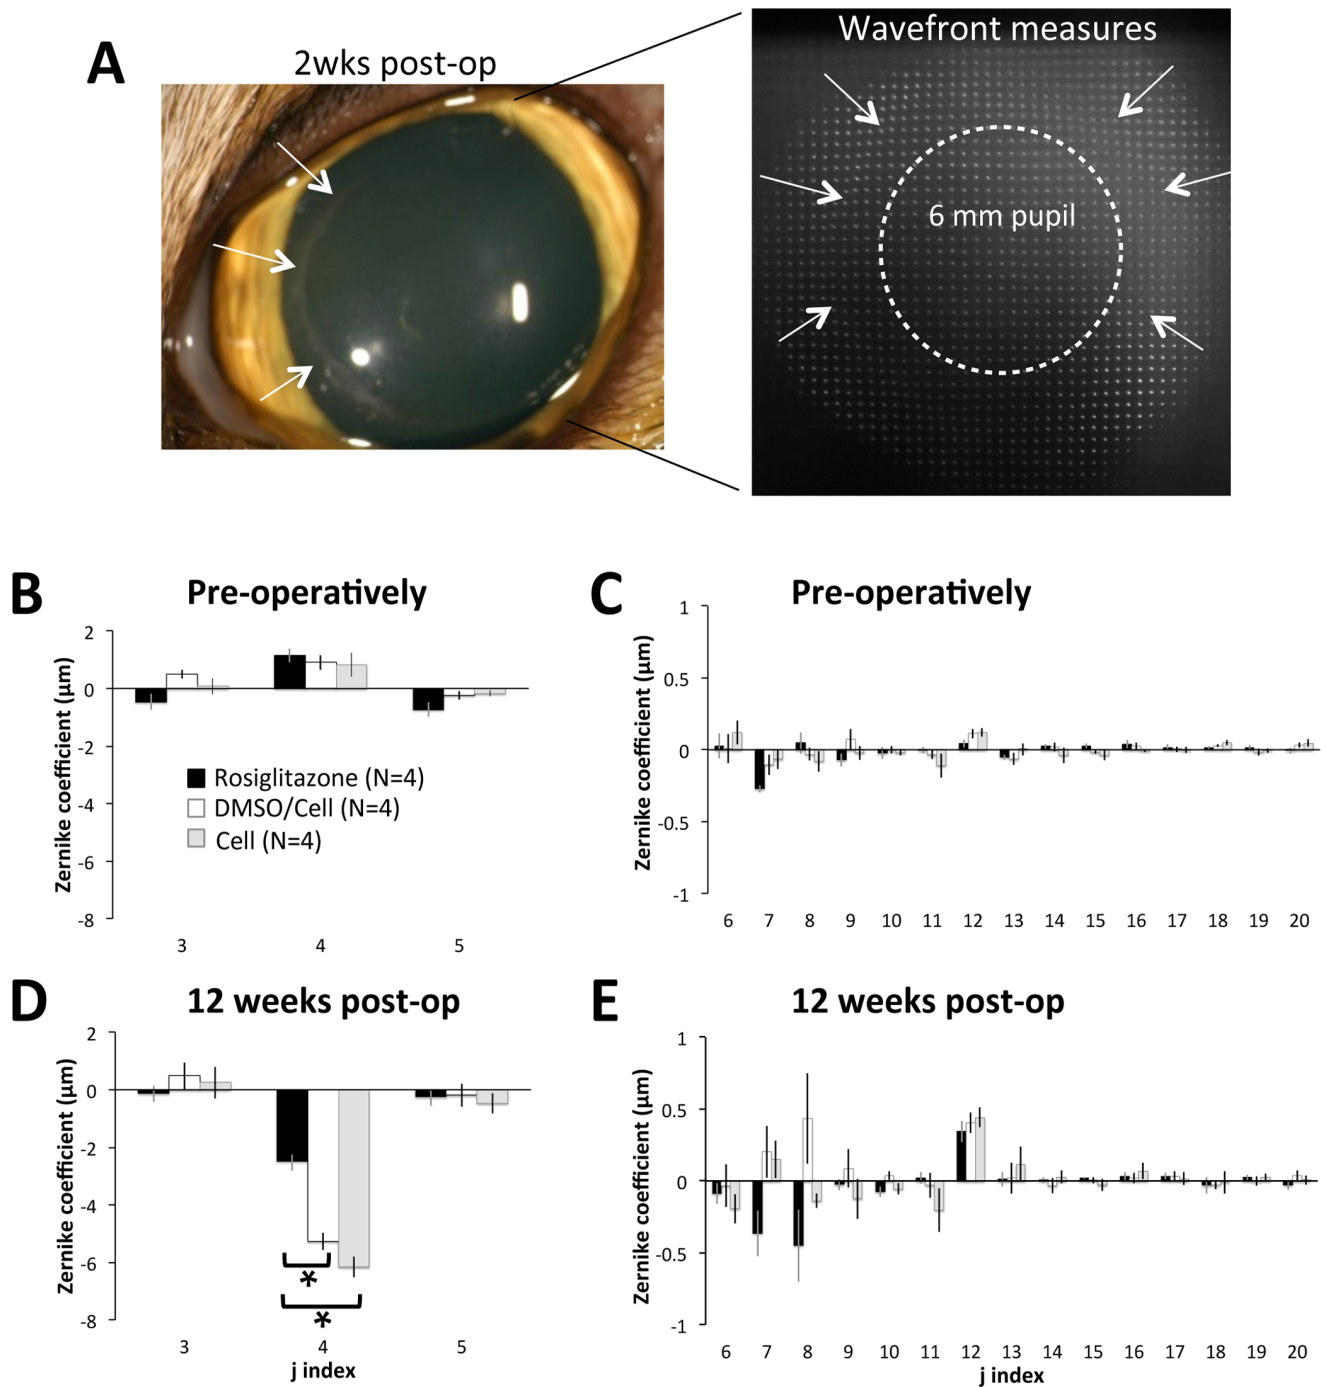 A
2wks post-op
Wavefront measures
6 mm pupil
B
Pre-operatively
Zernike coefficient (µm)
2
0
-2
-4
-6
-8
Rosiglitazone (N=4)
DMSO/Cell (N=4)
Cell (N=4)
3 4 5
C
Pre-operatively
Zernike coefficient (µm)
1
0.5
0
-0.5
-1
6 7 8 9 10 11 12 13 14 15 16 17 18 19 20
D
12 weeks post-op
Zernike coefficient (µm)
2
0
-2
-4
-6
-8
*
*
3 4 5
j index
E
12 weeks post-op
Zernike coefficient (µm)
1
0.5
0
-0.5
-1
6 7 8 9 10 11 12 13 14 15 16 17 18 19 20
j index